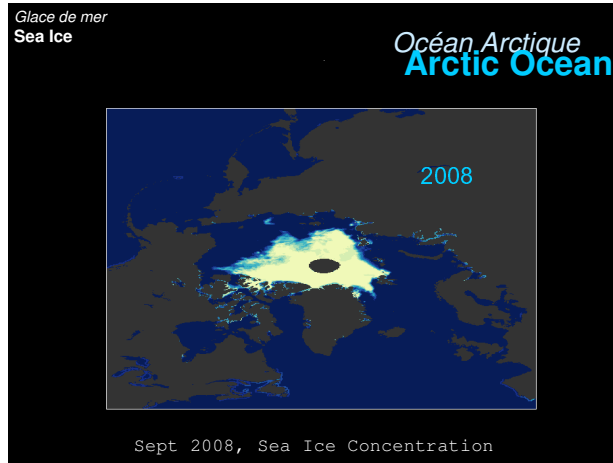 Glace de mer
Sea Ice
Océan Arctique
Arctic Ocean
2008
Sept 2008, Sea Ice Concentration